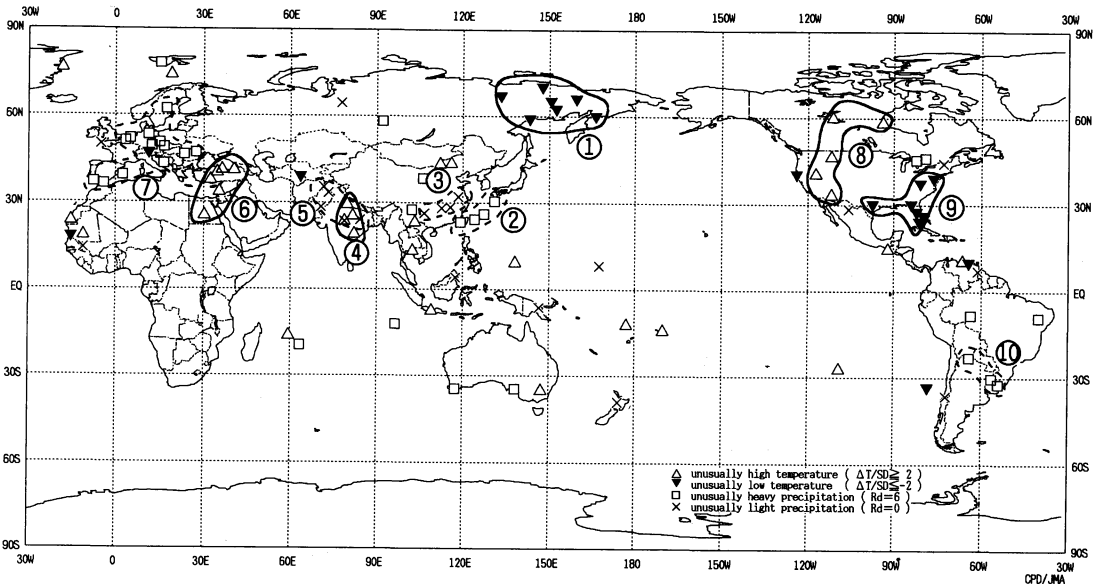 30W 0 30E 60E 90E 120E 150E 180 150W 120W 90W 60W 30W
90N 90N
60N 60N
30N 30N
EQ EQ
30S 30S
60S 60S
90S 90S
① ② ③ ④ ⑤ ⑥ ⑦ ⑧ ⑨ ⑩
△ unusually high temperature ( ΔT/SD≧ 2 )
▼ unusually low temperature ( ΔT/SD≦-2 )
□ unusually heavy precipitation ( Rd=6 )
× unusually light precipitation ( Rd=0 )
30W 0 30E 60E 90E 120E 150E 180 150W 120W 90W 60W 30W
CPD/JMA